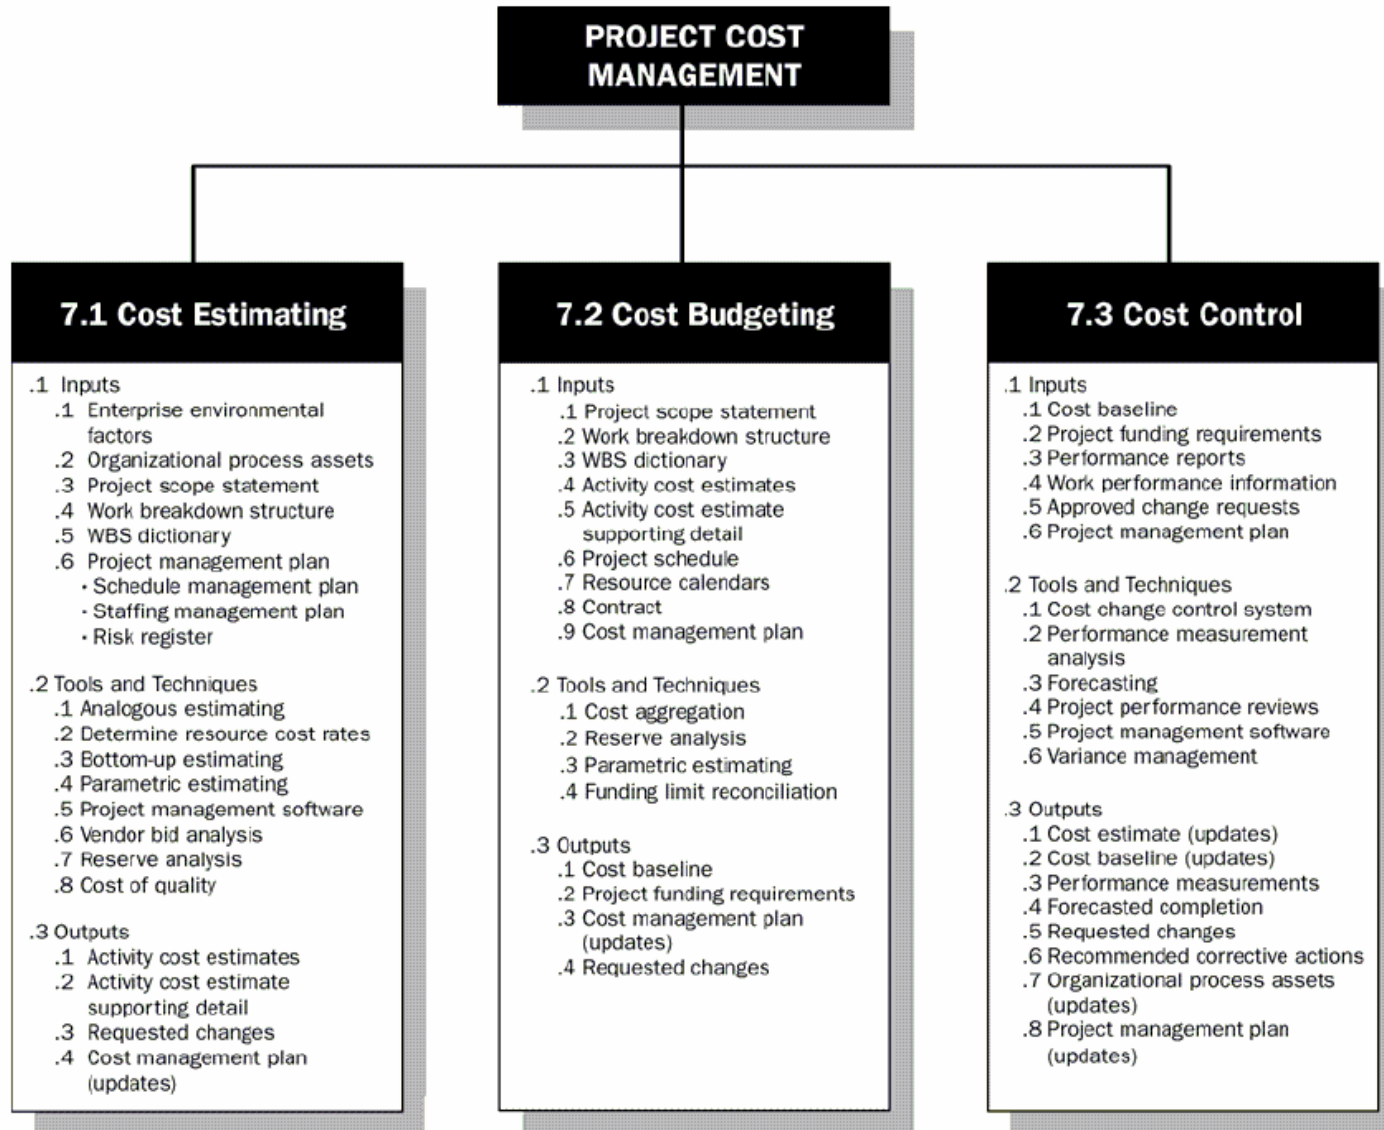 PROJECT COST
MANAGEMENT
7.1 Cost Estimating
.1 Inputs
.1 Enterprise environmental
factors
.2 Organizational process assets
.3 Project scope statement
.4 Work breakdown structure
.5 WBS dictionary
.6 Project management plan
· Schedule management plan
· Staffing management plan
· Risk register
.2 Tools and Techniques
.1 Analogous estimating
.2 Determine resource cost rates
.3 Bottom-up estimating
.4 Parametric estimating
.5 Project management software
.6 Vendor bid analysis
.7 Reserve analysis
.8 Cost of quality
.3 Outputs
.1 Activity cost estimates
.2 Activity cost estimate
supporting detail
.3 Requested changes
.4 Cost management plan
(updates)
7.2 Cost Budgeting
.1 Inputs
.1 Project scope statement
.2 Work breakdown structure
.3 WBS dictionary
.4 Activity cost estimates
.5 Activity cost estimate
supporting detail
.6 Project schedule
.7 Resource calendars
.8 Contract
.9 Cost management plan
.2 Tools and Techniques
.1 Cost aggregation
.2 Reserve analysis
.3 Parametric estimating
.4 Funding limit reconciliation
.3 Outputs
.1 Cost baseline
.2 Project funding requirements
.3 Cost management plan
(updates)
.4 Requested changes
7.3 Cost Control
.1 Inputs
.1 Cost baseline
.2 Project funding requirements
.3 Performance reports
.4 Work performance information
.5 Approved change requests
.6 Project management plan
.2 Tools and Techniques
.1 Cost change control system
.2 Performance measurement
analysis
.3 Forecasting
.4 Project performance reviews
.5 Project management software
.6 Variance management
.3 Outputs
.1 Cost estimate (updates)
.2 Cost baseline (updates)
.3 Performance measurements
.4 Forecasted completion
.5 Requested changes
.6 Recommended corrective actions
.7 Organizational process assets
(updates)
.8 Project management plan
(updates)